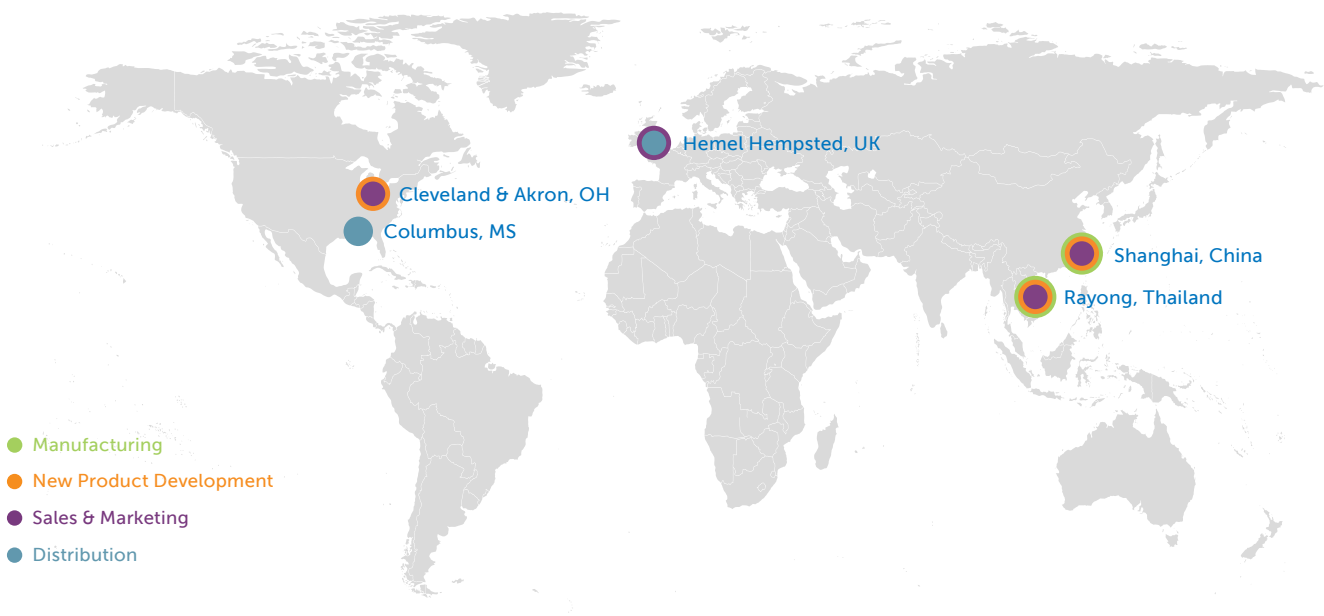 Hemel Hempsted, UK
Cleveland & Akron, OH
Columbus, MS
Shanghai, China
Rayong, Thailand
Manufacturing
New Product Development
Sales & Marketing
Distribution